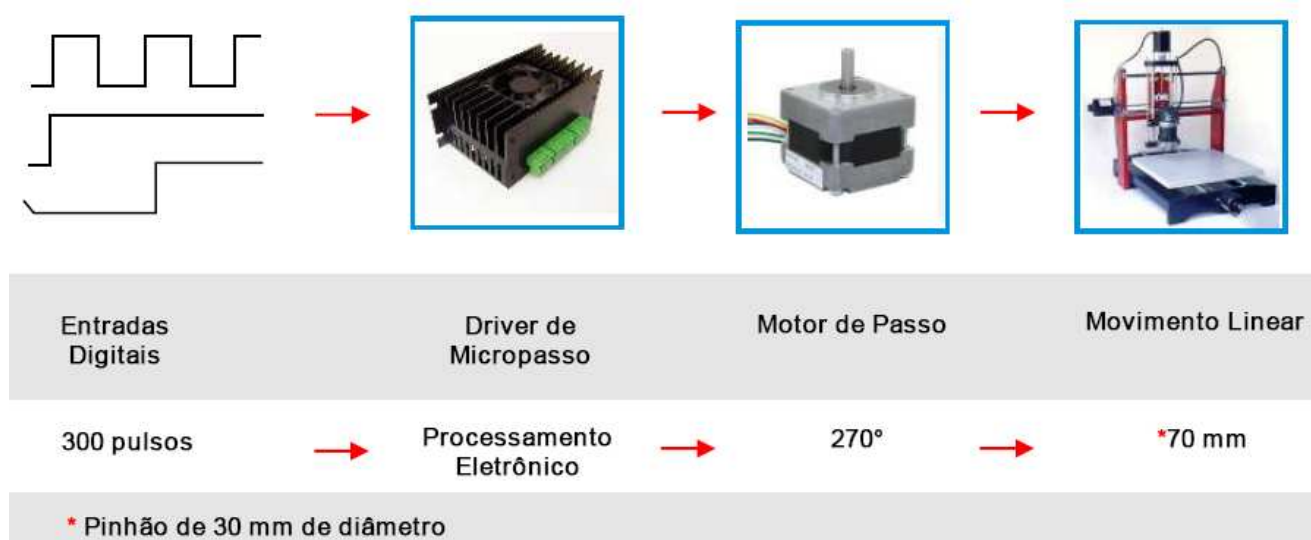 Entradas
Digitais
Driver de
Micropasso
Motor de Passo
Movimento Linear
300 pulsos
Processamento
Eletrônico
270°
*70 mm
* Pinhão de 30 mm de diâmetro